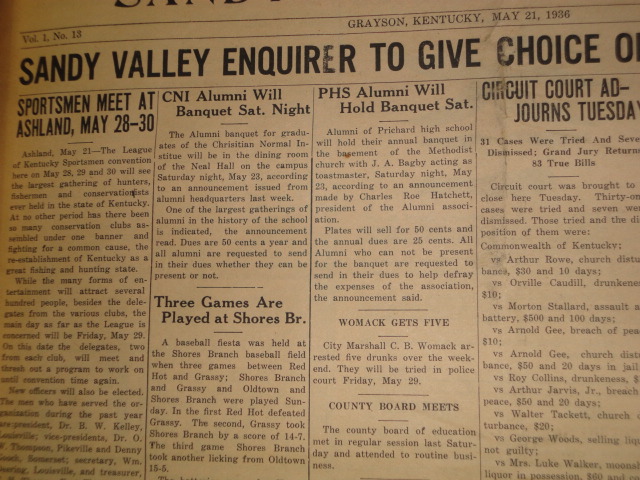 Vol. 1, No. 13
GRAYSON, KENTUCKY, MAY 21, 1936
SANDY VALLEY ENQUIRER TO GIVE CHOICE
SPORTSMEN MEET AT
ASHLAND, MAY 28-30
Ashland, May 21—The League
of Kentucky Sportsmen convention
here on May 28, 29 and 30 will see
the largest gathering of hunters,
fishermen and conservationists
ever held in the state of Kentucky.
At no period has there been
so many conservation clubs as-
sembled under one banner and
fighting for a common cause, the
re-establishment of Kentucky as a
great fishing and hunting state.
While the many forms of en-
tertainment will attract several
hundred people, besides the dele-
gates from the various clubs, the
main day as far as the League is
concerned will be Friday, May 29.
On this date the delegates, two
from each club, will meet and
thresh out a program to work on
until convention time again.
New officers will also be elected.
The men who have served the or-
ganization during the past year
are: president, Dr. B. W. Kelley,
Louisville; vice-presidents, Dr. O.
W. Thompson, Pikeville and Denny
Gooch, Somerset; secretary, Wm.
Louisville, and treasurer,
CNI Alumni Will
Banquet Sat. Night
The Alumni banquet for gradu-
ates of the Chrisitian Normal In-
stitue will be in the dining room
of the Neal Hall on the campus
Saturday night, May 23, according
to an announcement issued from
alumni headquarters last week.
One of the largest gatherings of
alumni in the history of the school
is indicated, the announcement
read. Dues are 50 cents a year and
all alumni are requested to send
in their dues whether they can be
present or not.
Three Games Are
Played at Shores Br.
A baseball fiesta was held at
the Shores Branch baseball field
when three games between Red
Hot and Grassy; Shores Branch
and Grassy and Oldtown and
Shores Branch were played Sun-
day. In the first Red Hot defeated
Grassy. The second, Grassy took
Shores Branch by a score of 14-7.
The third game Shores Branch
took another licking from Oldtown
15-5.
PHS Alumni Will
Hold Banquet Sat.
Alumni of Prichard high school
will hold their annual banquet in
the basement of the Methodist
church with J. A. Bagby acting as
toastmaster, Saturday night, May
23, according to an announcement
made by Charles Roe Hatchett,
president of the Alumni associ-
ation.
Plates will sell for 50 cents and
the annual dues are 25 cents. All
Alumni who can not be present
for the banquet are requested to
send in their dues to help defray
the expenses of the association,
the announcement said.
WOMACK GETS FIVE
City Marshall C. B. Womack ar-
rested five drunks over the week-
end. They will be tried in police
court Friday, May 29.
COUNTY BOARD MEETS
The county board of education
met in regular session last Satur-
day and attended to routine busi-
ness.
CIRCUIT COURT AD-
JOURNS TUESDAY
31 Cases Were Tried And Seve
Dismissed; Grand Jury Return
83 True Bills
Circuit court was brought to
close here Tuesday. Thirty-on
cases were tried and seven wer
dismissed. Those tried and the di
position of them were:
Commonwealth of Kentucky;
vs Arthur Rowe, church distu
bance, $30 and 10 days;
vs Orville Caudill, drunkenes
$10;
vs Morton Stallard, assault a
battery, $500 and 100 days;
vs Arnold Gee, breach of peac
$10;
vs Arnold Gee, church distu
bance, $50 and 20 days in jail
vs Roy Collins, drunkeness, $
vs Arthur Jarvis, Jr, breach
peace, $50 and 20 days;
vs Walter Tackett, church
turbance, $20;
vs George Woods, selling liqu
not guilty;
vs Mrs. Luke Walker, moonsh
liquor in possession, $60 and